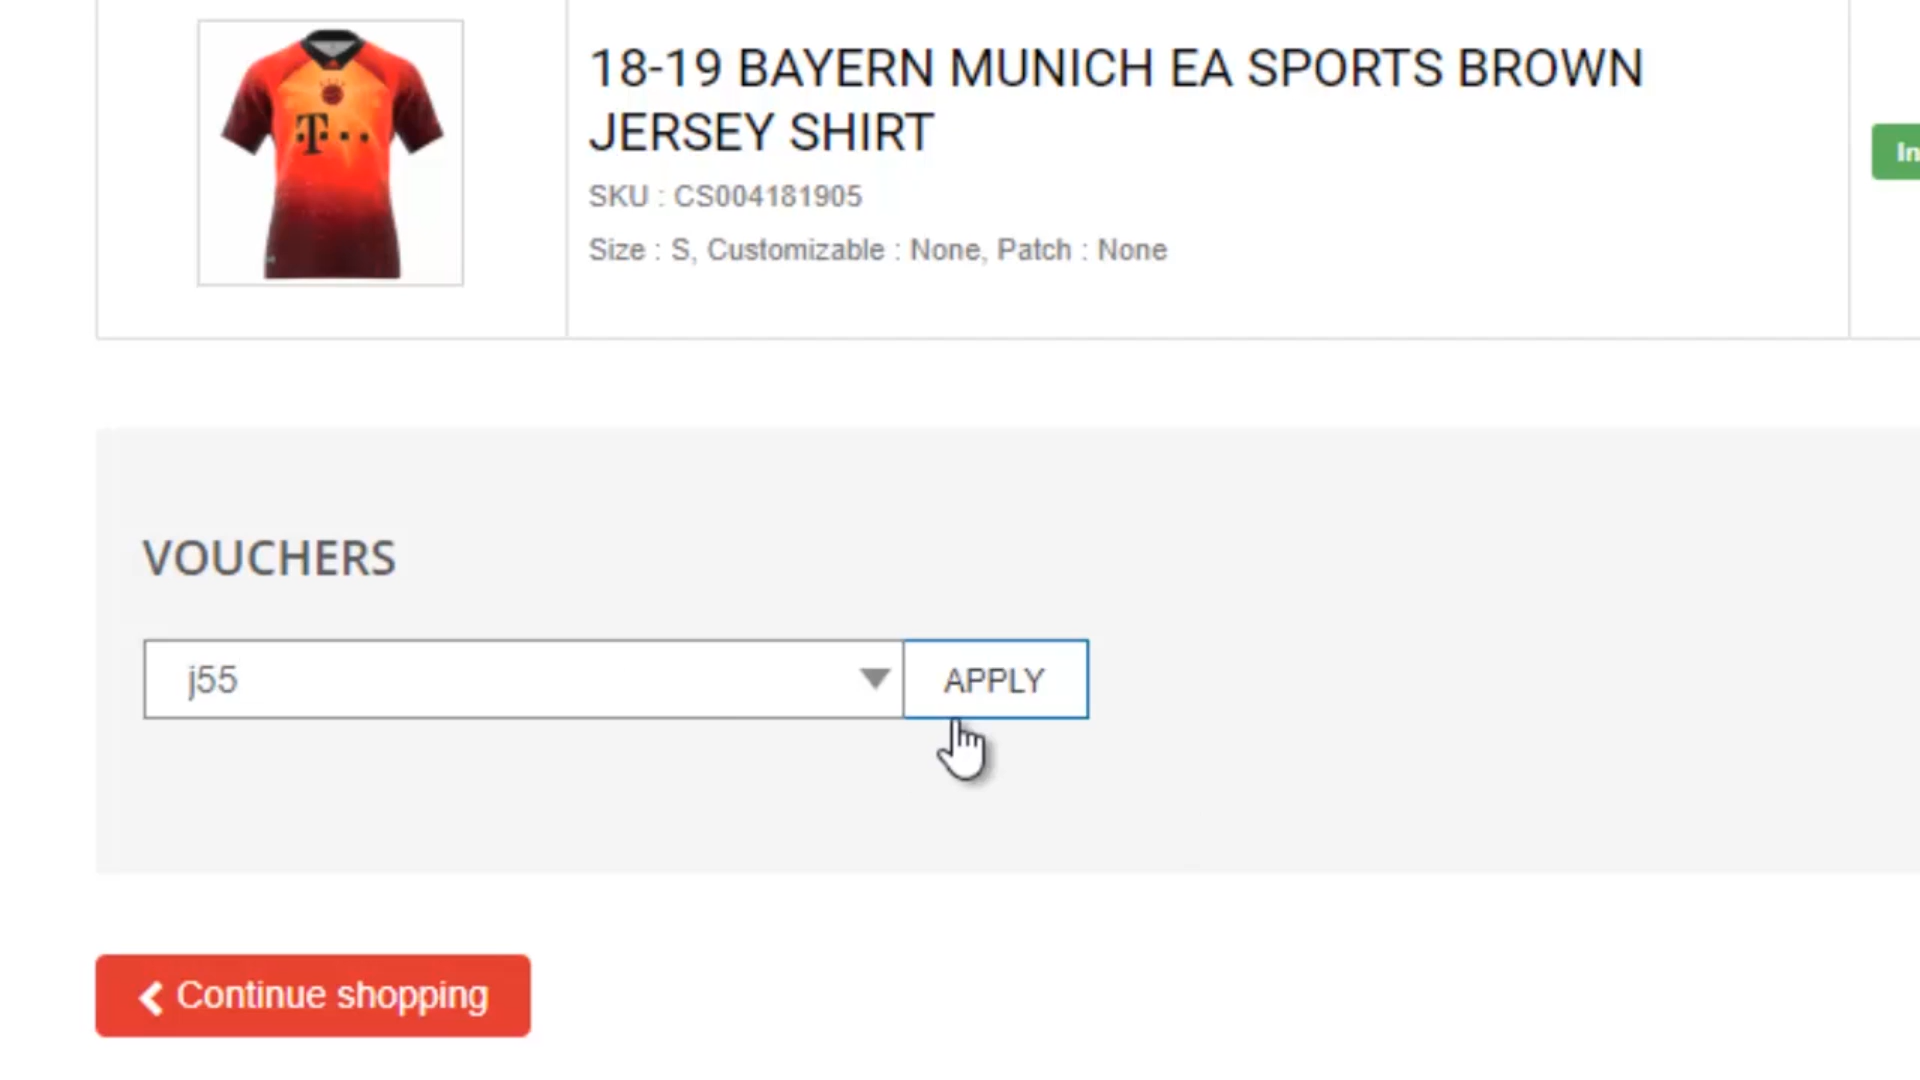 18-19 BAYERN MUNICH EA SPORTS BROWN
JERSEY SHIRT
SKU : CS004181905
Size : S, Customizable : None, Patch : None
In
T
VOUCHERS
j55
APPLY
Continue shopping